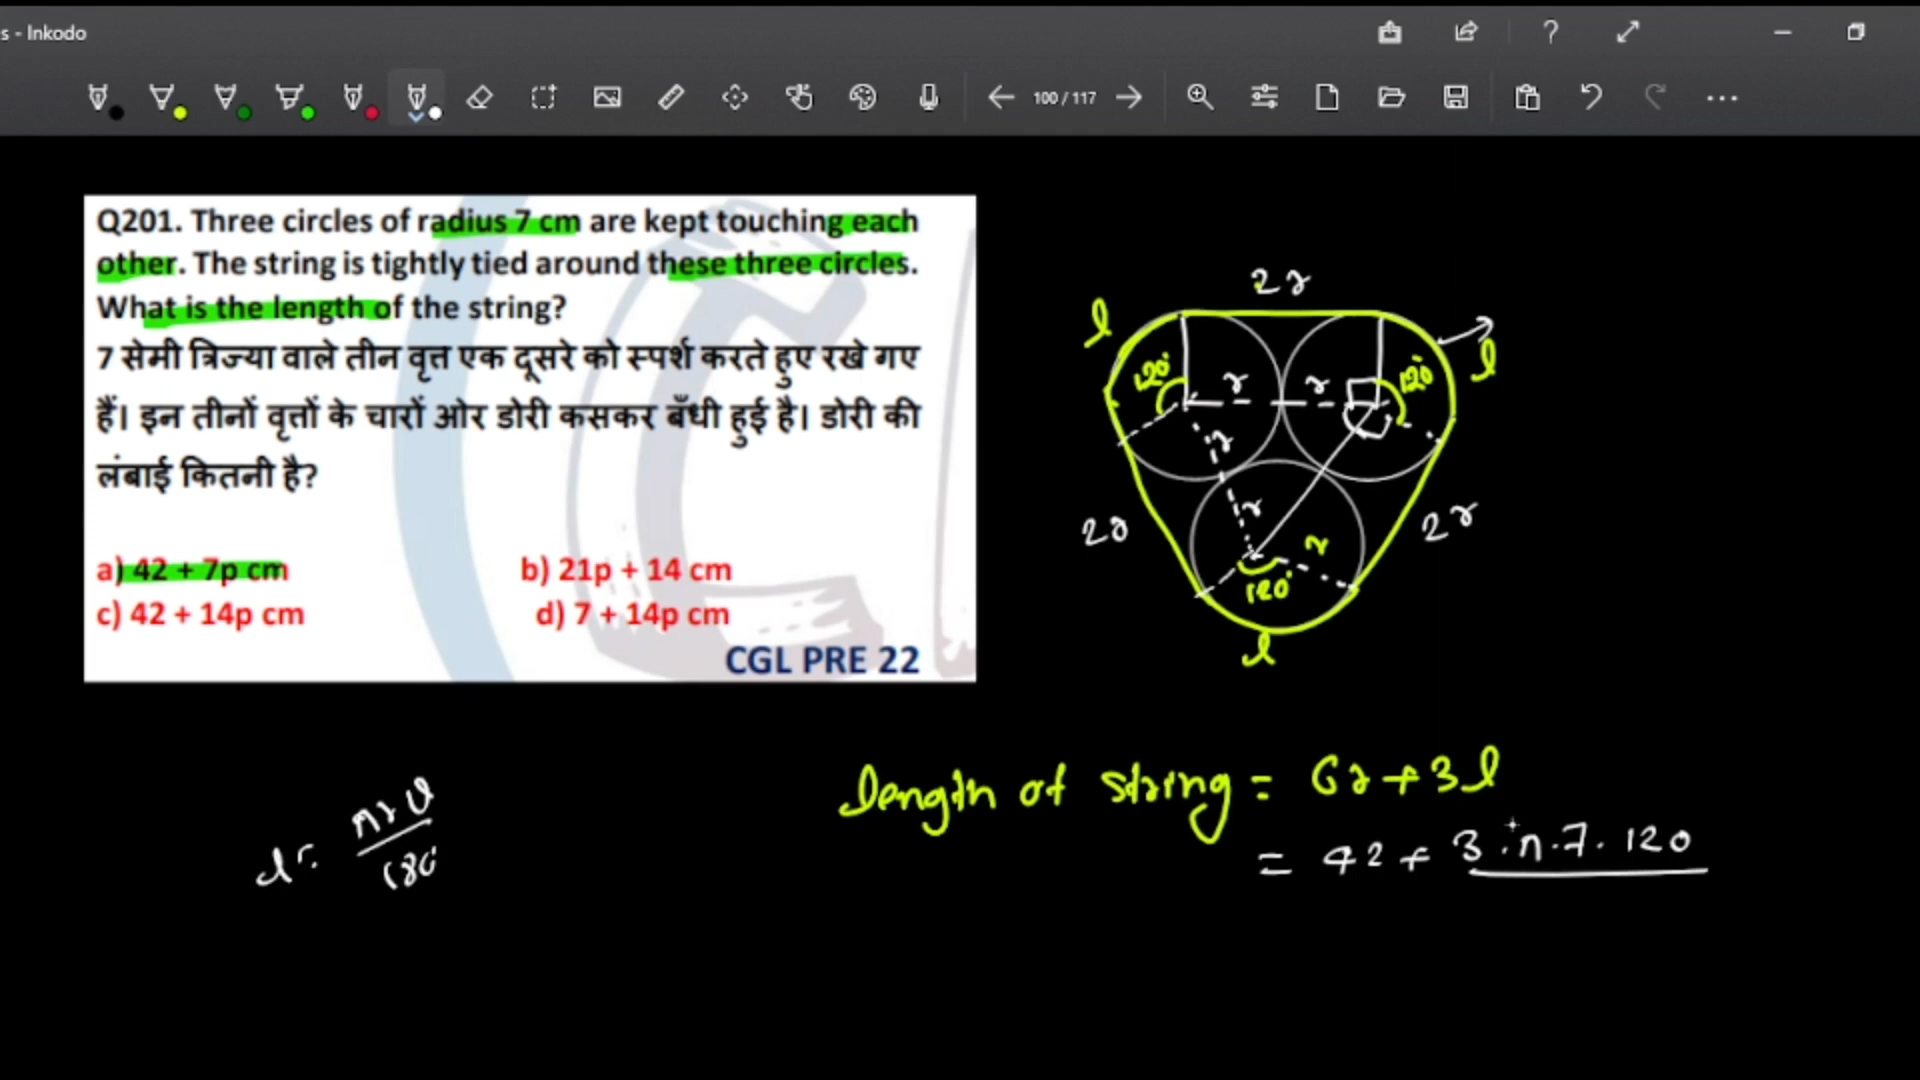 s - Inkodo
100 / 117
Q201. Three circles of radius 7 cm are kept touching each
other. The string is tightly tied around these three circles.
What is the length of the string?
7 सेमी त्रिज्या वाले तीन वृत्त एक दूसरे को स्पर्श करते हुए रखे गए
हैं। इन तीनों वृत्तों के चारों ओर डोरी कसकर बँधी हुई है। डोरी की
लंबाई कितनी है?
a) 42 + 7p cm
b) 21p + 14 cm
c) 42 + 14p cm
d) 7 + 14p cm
CGL PRE 22
2r
l
l
120°
r
r
120°
r
r
2r
2r
r
120°
l
length of string = 6r + 3l
= 42 + 3.π.7.120
180